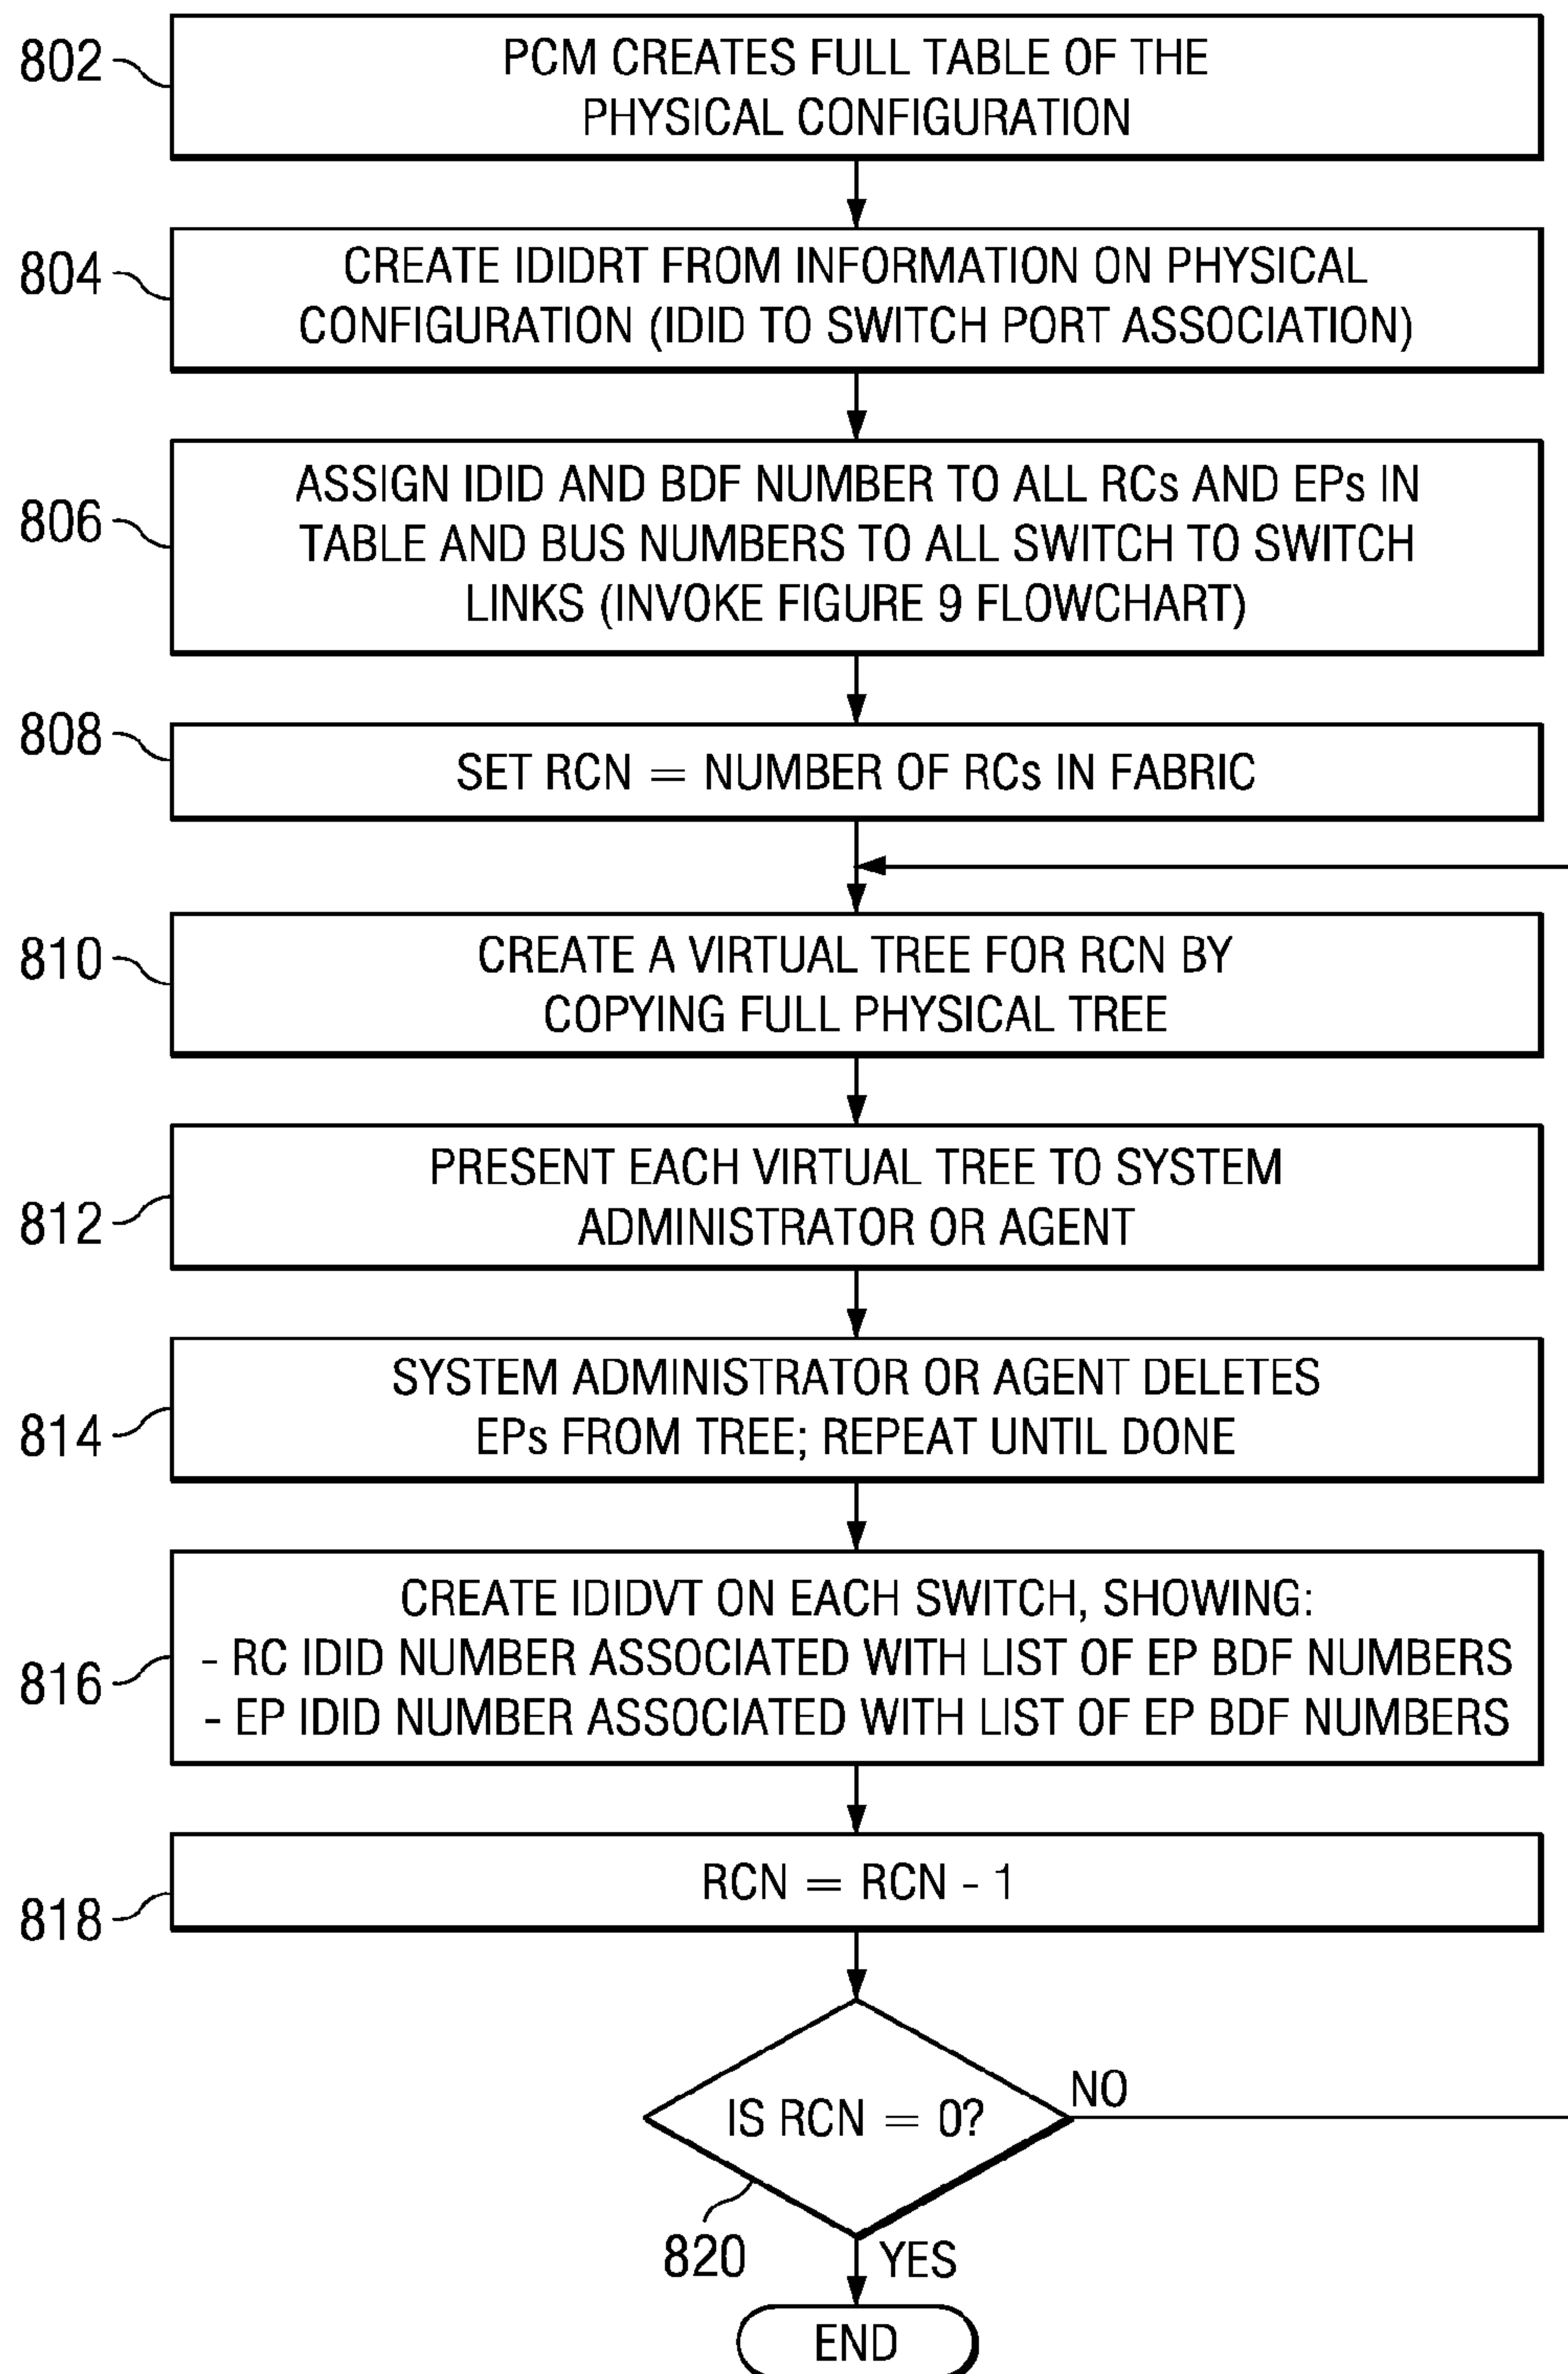 802
PCM CREATES FULL TABLE OF THE
PHYSICAL CONFIGURATION
804
CREATE IDIDRT FROM INFORMATION ON PHYSICAL
CONFIGURATION (IDID TO SWITCH PORT ASSOCIATION)
806
ASSIGN IDID AND BDF NUMBER TO ALL RCs AND EPs IN
TABLE AND BUS NUMBERS TO ALL SWITCH TO SWITCH
LINKS (INVOKE FIGURE 9 FLOWCHART)
808
SET RCN = NUMBER OF RCs IN FABRIC
810
CREATE A VIRTUAL TREE FOR RCN BY
COPYING FULL PHYSICAL TREE
812
PRESENT EACH VIRTUAL TREE TO SYSTEM
ADMINISTRATOR OR AGENT
814
SYSTEM ADMINISTRATOR OR AGENT DELETES
EPs FROM TREE; REPEAT UNTIL DONE
816
CREATE IDIDVT ON EACH SWITCH, SHOWING:
- RC IDID NUMBER ASSOCIATED WITH LIST OF EP BDF NUMBERS
- EP IDID NUMBER ASSOCIATED WITH LIST OF EP BDF NUMBERS
818
RCN = RCN - 1
IS RCN = 0?
NO
820
YES
END